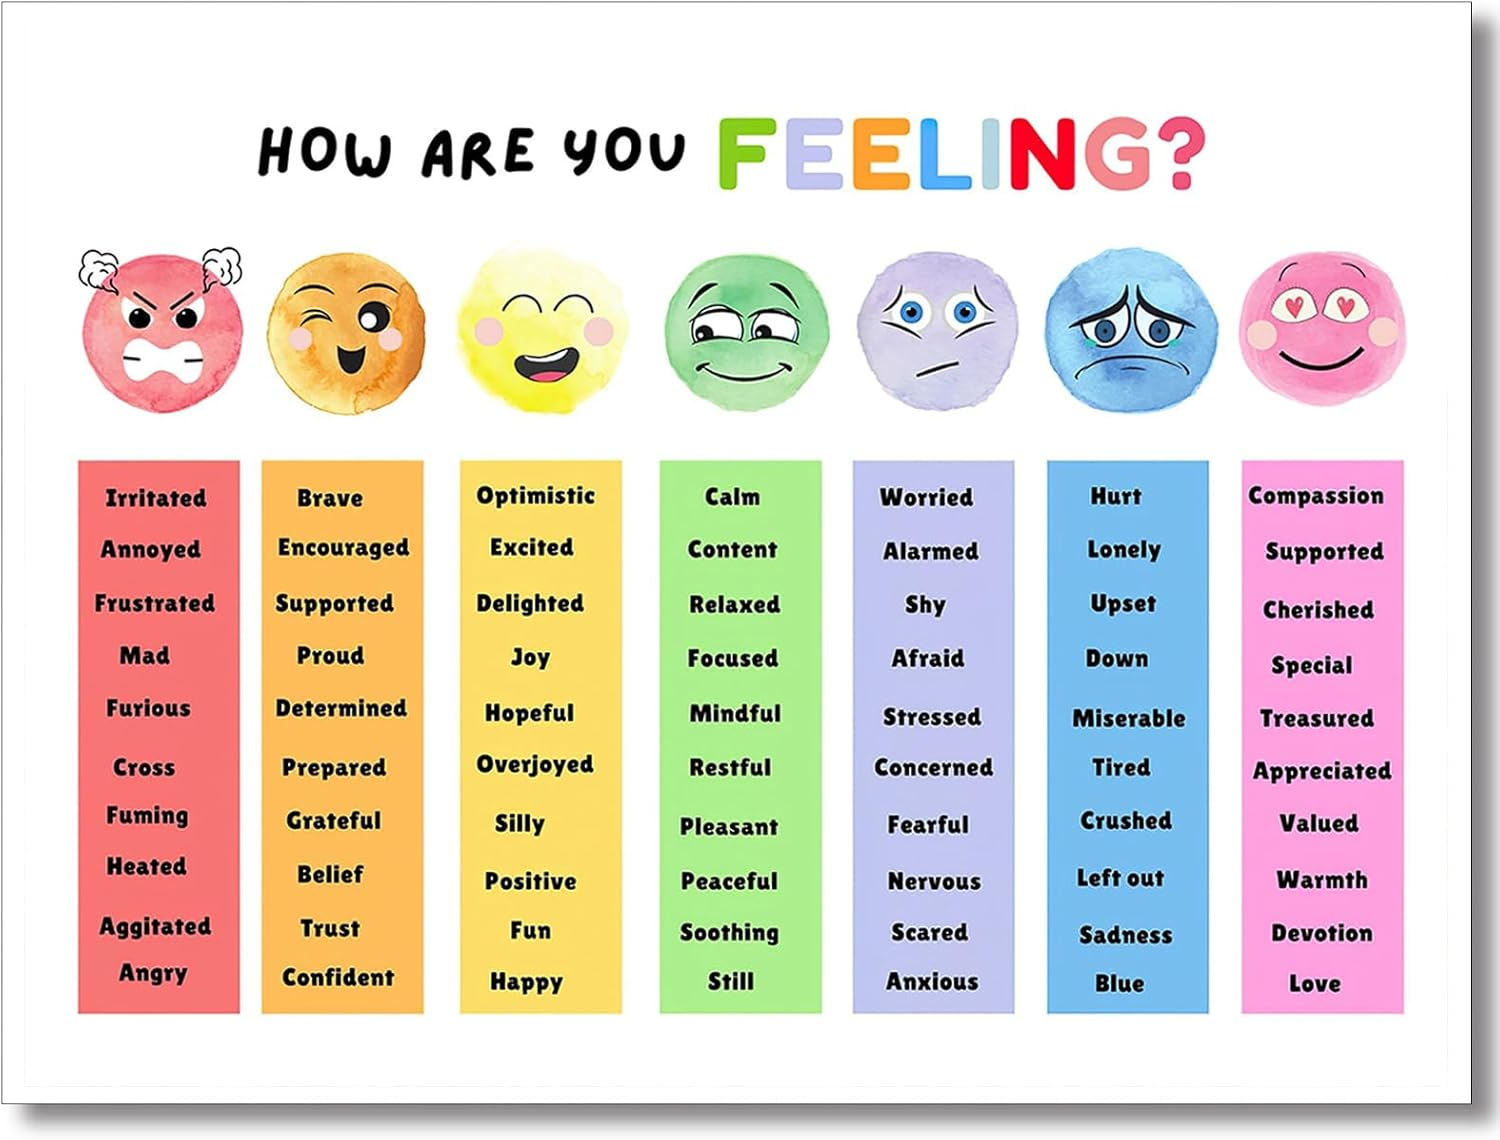 HOW ARE YOU FEELING?
Irritated
Annoyed
Frustrated
Mad
Furious
Cross
Fuming
Heated
Aggitated
Angry
Brave
Encouraged
Supported
Proud
Determined
Prepared
Grateful
Belief
Trust
Confident
Optimistic
Excited
Delighted
Joy
Hopeful
Overjoyed
Silly
Positive
Fun
Happy
Calm
Content
Relaxed
Focused
Mindful
Restful
Pleasant
Peaceful
Soothing
Still
Worried
Alarmed
Shy
Afraid
Stressed
Concerned
Fearful
Nervous
Scared
Anxious
Hurt
Lonely
Upset
Down
Miserable
Tired
Crushed
Left out
Sadness
Blue
Compassion
Supported
Cherished
Special
Treasured
Appreciated
Valued
Warmth
Devotion
Love